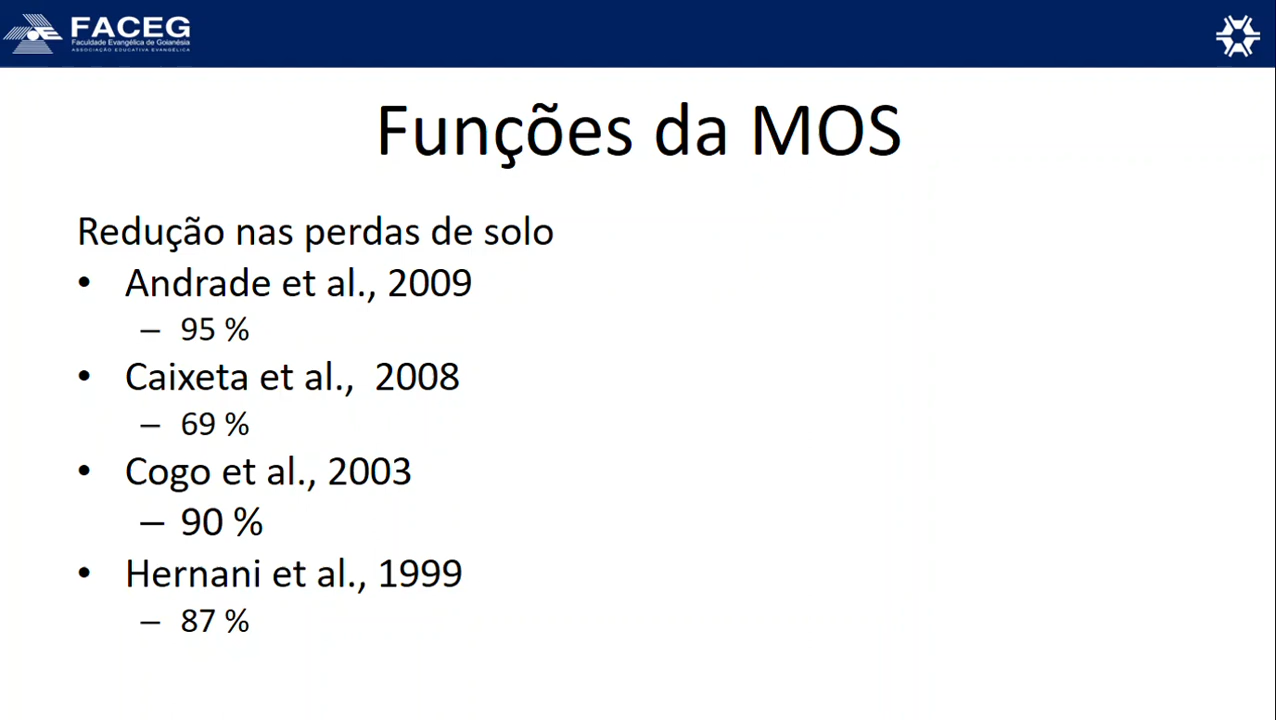 FACEG
Faculdade Evangélica de Goianésia
ASSOCIAÇÃO EDUCATIVA EVANGÉLICA
Funções da MOS
Redução nas perdas de solo
• Andrade et al., 2009
– 95 %
• Caixeta et al., 2008
– 69 %
• Cogo et al., 2003
– 90 %
• Hernani et al., 1999
– 87 %